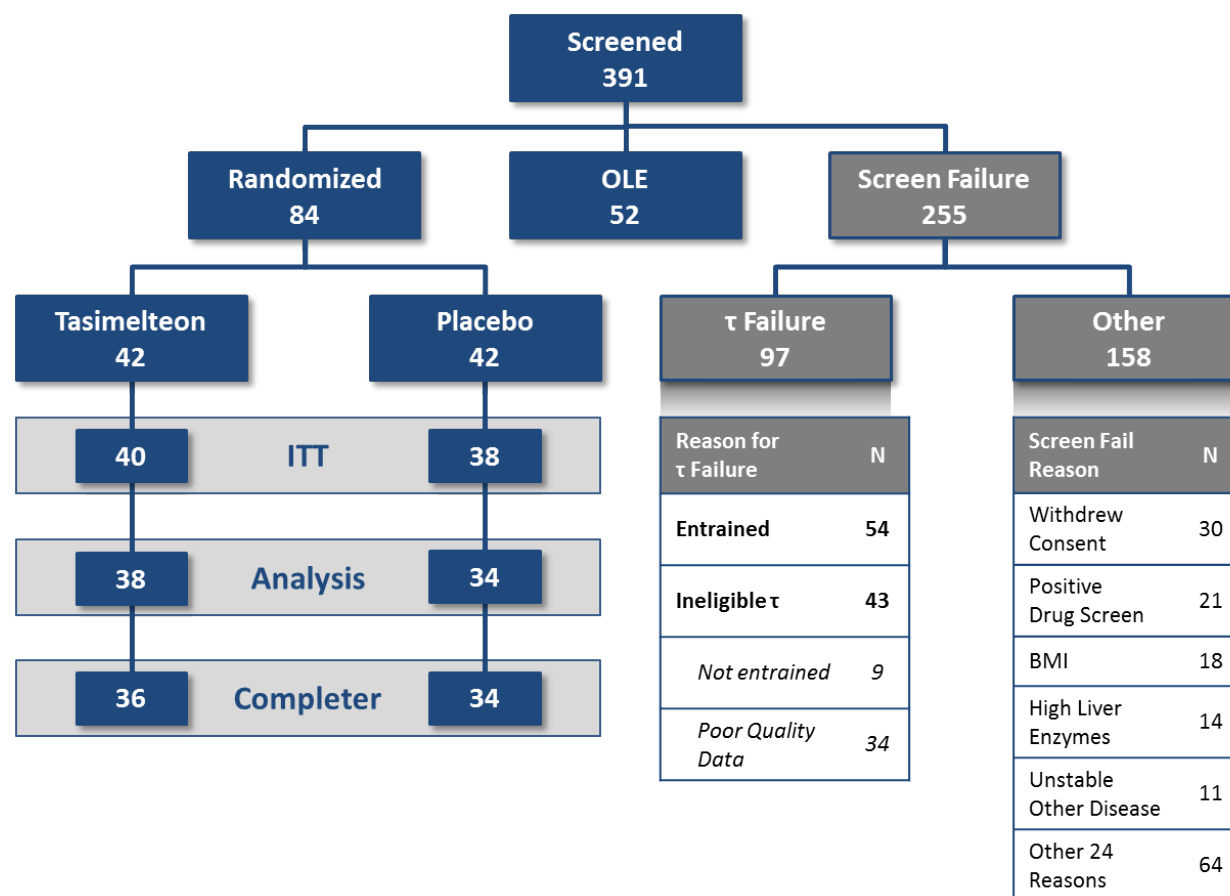 Screened
391
Randomized
84
OLE
52
Screen Failure
255
Tasimelteon
42
Placebo
42
τ Failure
97
Other
158
40 ITT 38
38 Analysis 34
36 Completer 34
Reason for
τ Failure N
Entrained 54
Ineligible τ 43
Not entrained 9
Poor Quality
Data 34
Screen Fail
Reason N
Withdrew
Consent 30
Positive
Drug Screen 21
BMI 18
High Liver
Enzymes 14
Unstable
Other Disease 11
Other 24
Reasons 64